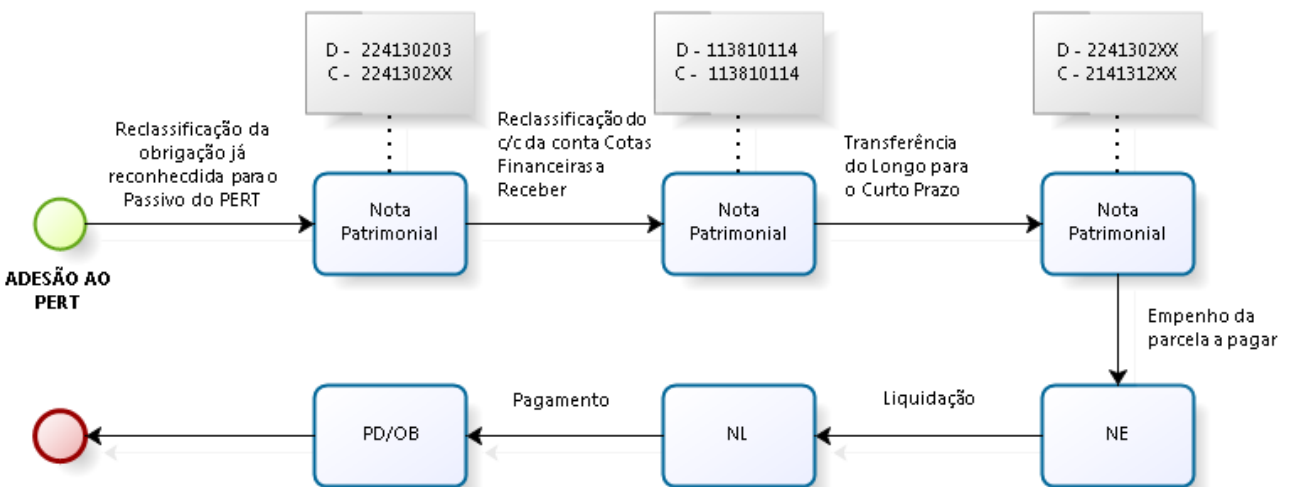 D - 224130203
C - 2241302XX
D - 113810114
C - 113810114
D - 2241302XX
C - 2141312XX
Reclassificação da
obrigação já
reconhecdida para o
Passivo do PERT
Reclassificação do
c/c da conta Cotas
Financeiras a
Receber
Transferência
do Longo para
o Curto Prazo
ADESÃO AO
PERT
Nota
Patrimonial
Nota
Patrimonial
Nota
Patrimonial
Empenho da
parcela a pagar
NE
Liquidação
NL
Pagamento
PD/OB